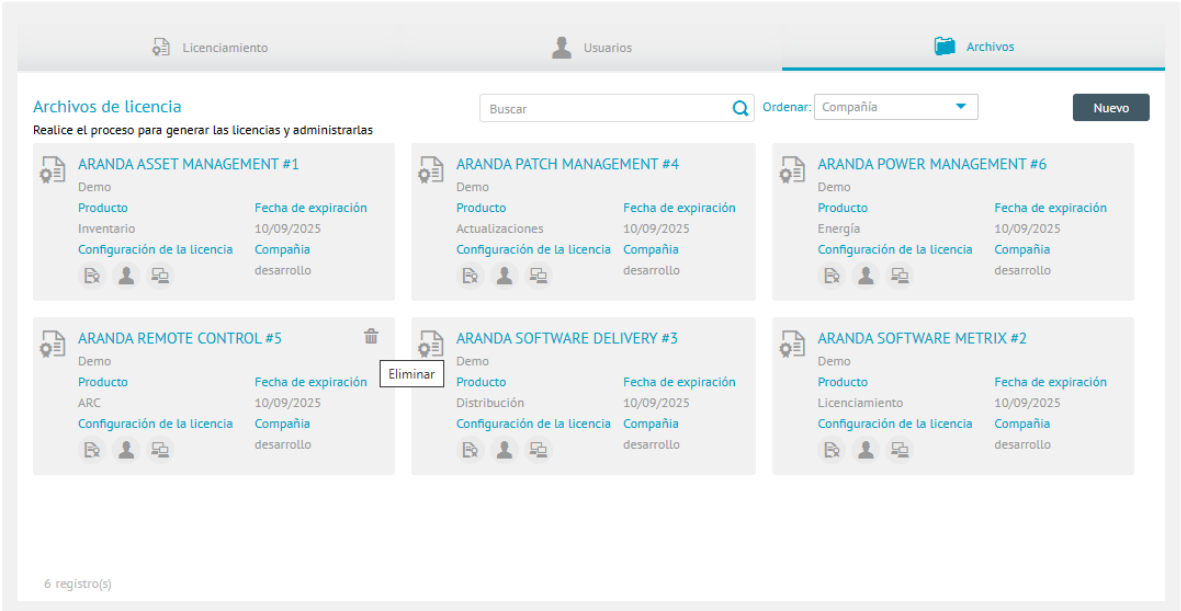 Licenciamiento
Usuarios
Archivos
Archivos de licencia
Buscar
Ordenar:
Compañía
Nuevo
Realice el proceso para generar las licencias y administrarlas
ARANDA ASSET MANAGEMENT #1
Demo
Producto
Fecha de expiración
Inventario
10/09/2025
Configuración de la licencia
Compañia
desarrollo
ARANDA PATCH MANAGEMENT #4
Demo
Producto
Fecha de expiración
Actualizaciones
10/09/2025
Configuración de la licencia
Compañia
desarrollo
ARANDA POWER MANAGEMENT #6
Demo
Producto
Fecha de expiración
Energía
10/09/2025
Configuración de la licencia
Compañia
desarrollo
ARANDA REMOTE CONTROL #5
Demo
Eliminar
Producto
Fecha de expiración
ARC
10/09/2025
Configuración de la licencia
Compañia
desarrollo
ARANDA SOFTWARE DELIVERY #3
Demo
Producto
Fecha de expiración
Distribución
10/09/2025
Configuración de la licencia
Compañia
desarrollo
ARANDA SOFTWARE METRIX #2
Demo
Producto
Fecha de expiración
Licenciamiento
10/09/2025
Configuración de la licencia
Compañia
desarrollo
6 registro(s)